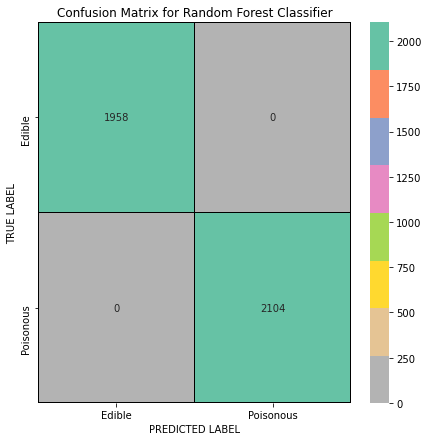 Confusion Matrix for Random Forest Classifier
TRUE LABEL
Edible
Poisonous
1958
0
0
2104
Edible
Poisonous
PREDICTED LABEL
2000
1750
1500
1250
1000
750
500
250
0